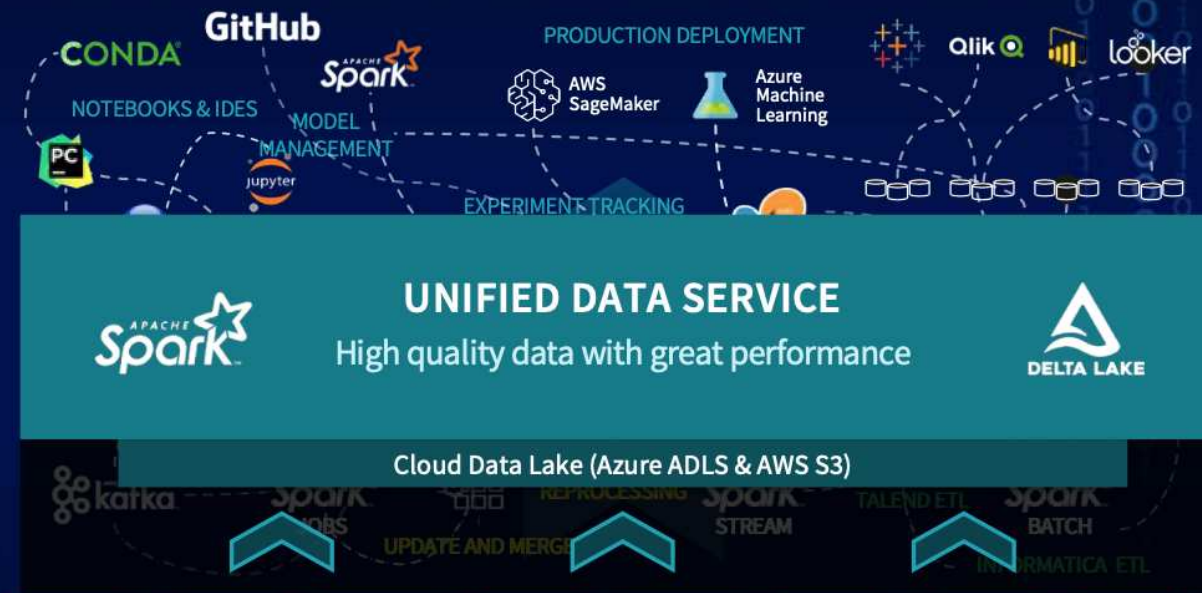 CONDA
GitHub
APACHE
Spark
PRODUCTION DEPLOYMENT
AWS
SageMaker
Azure
Machine
Learning
Qlik
looker
NOTEBOOKS & IDES
MODEL
MANAGEMENT
PC
jupyter
EXPERIMENT TRACKING
APACHE
Spark
UNIFIED DATA SERVICE
High quality data with great performance
DELTA LAKE
Cloud Data Lake (Azure ADLS & AWS S3)
kafka
Spark
JOBS
REPROCESSING
Spark
STREAM
TALEND ETL
Spark
BATCH
UPDATE AND MERGE
INFORMATICA ETL